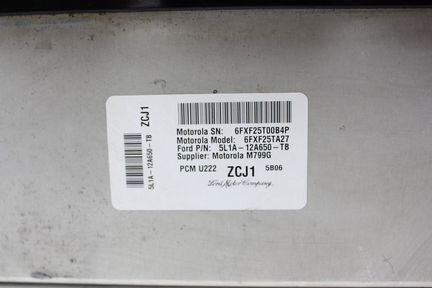 ZCJ1
5L1A-12A650-TB
Motorola SN: 6FXF25T00B4P
Motorola Model: 6FXF25TA27
Ford P/N: 5L1A-12A650-TB
Supplier: Motorola M799G
PCM U222 ZCJ1 5B06
Ford Motor Company,